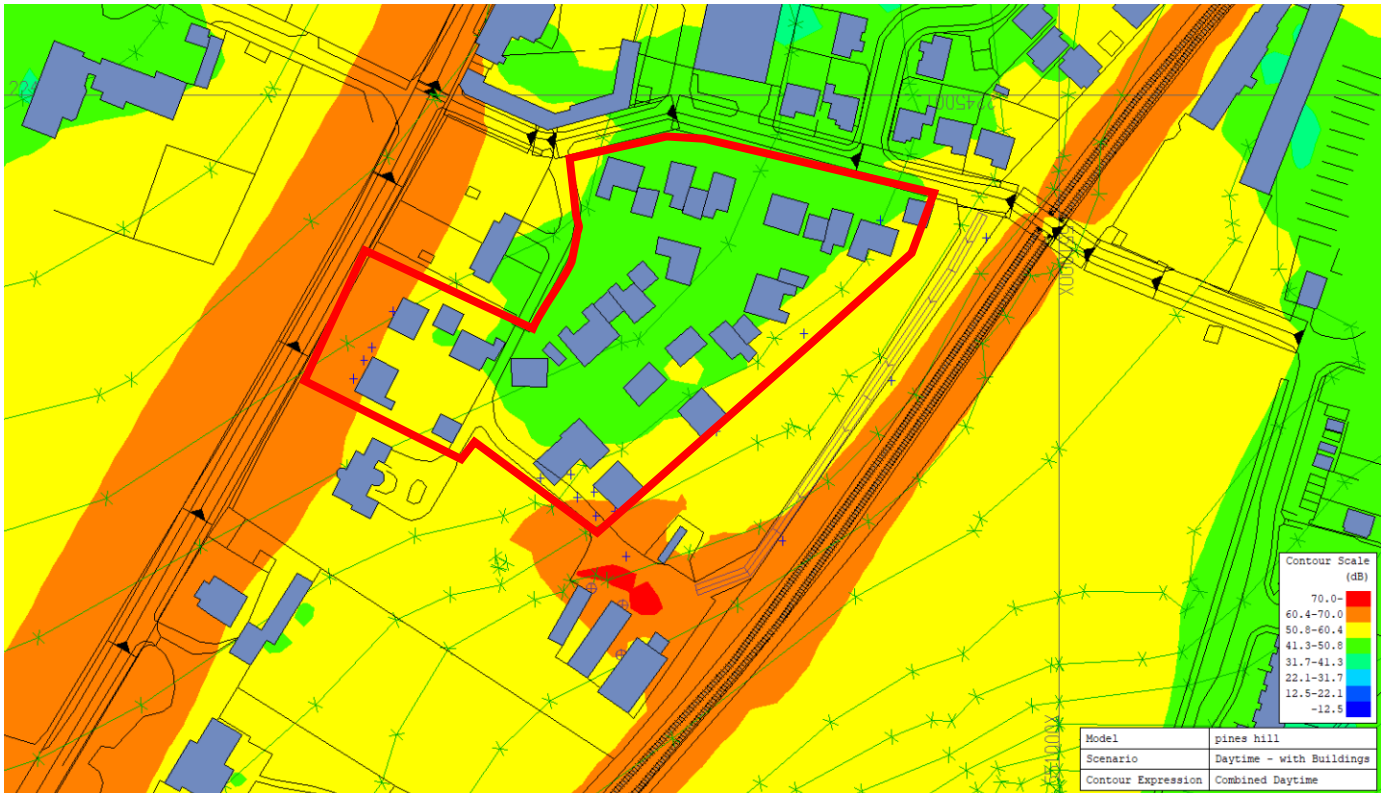 Contour Scale
(dB)
70.0-
60.4-70.0
50.8-60.4
41.3-50.8
31.7-41.3
22.1-31.7
12.5-22.1
-12.5
Model pines hill
Scenario Daytime - with Buildings
Contour Expression Combined Daytime